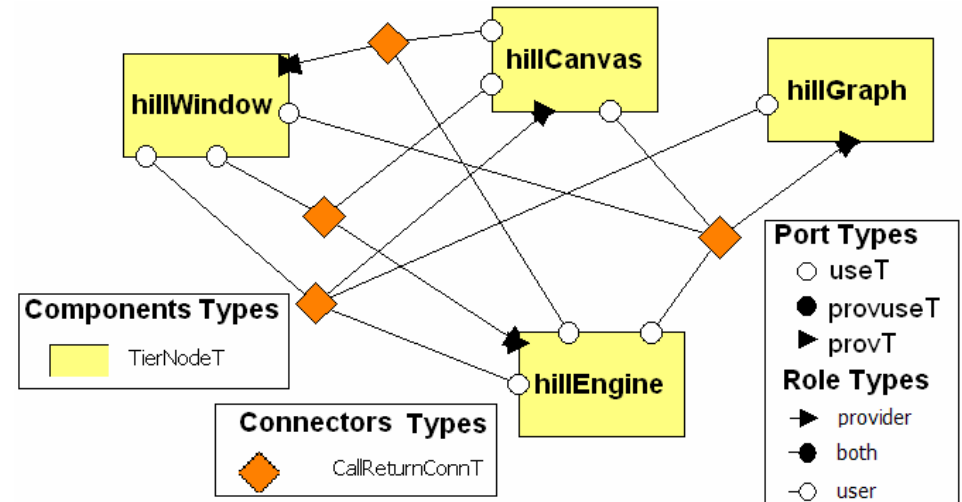 hillWindow
hillCanvas
hillGraph
hillEngine
Components Types
TierNodeT
Connectors Types
CallReturnConnT
Port Types
useT
provuseT
provT
Role Types
provider
both
user